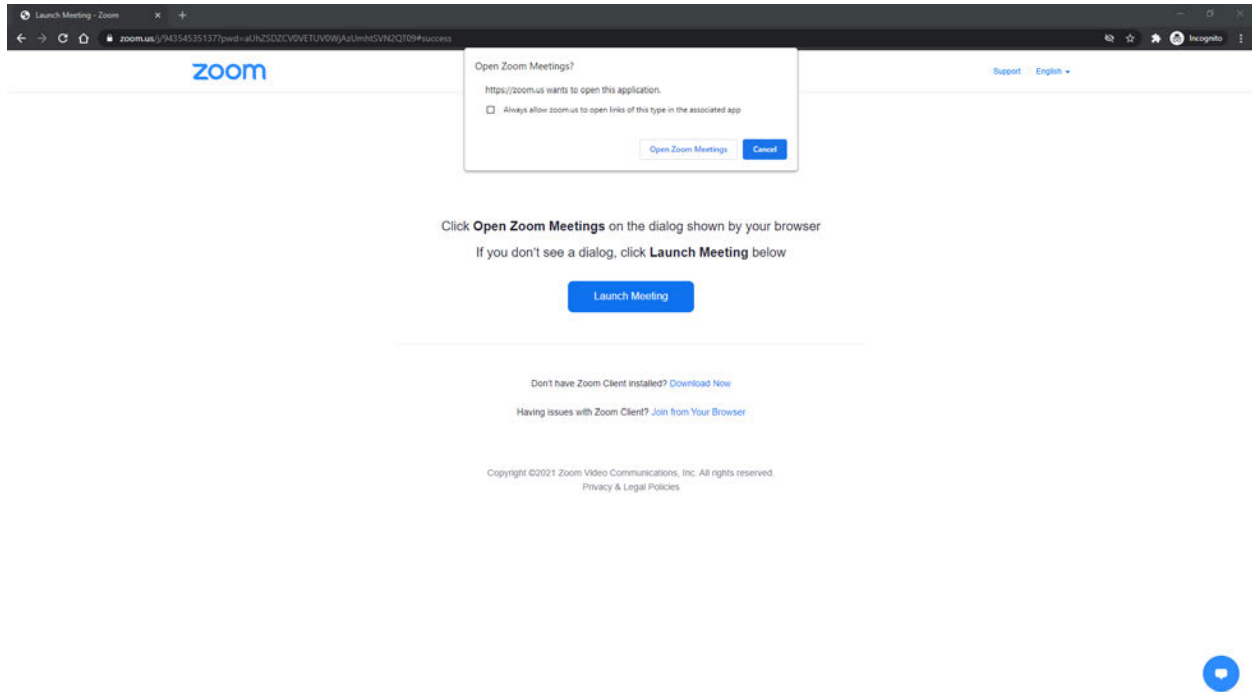 Launch Meeting - Zoom
zoom.us/j/94354535137?pwd=aUhZSDZCV0VETUV0WjAzUmhtSVN2QT09#success
Incognito
zoom
Support English
Open Zoom Meetings?
https://zoom.us wants to open this application.
Always allow zoom.us to open links of this type in the associated app
Open Zoom Meetings Cancel
Click Open Zoom Meetings on the dialog shown by your browser
If you don't see a dialog, click Launch Meeting below
Launch Meeting
Don't have Zoom Client installed? Download Now
Having issues with Zoom Client? Join from Your Browser
Copyright ©2021 Zoom Video Communications, Inc. All rights reserved.
Privacy & Legal Policies